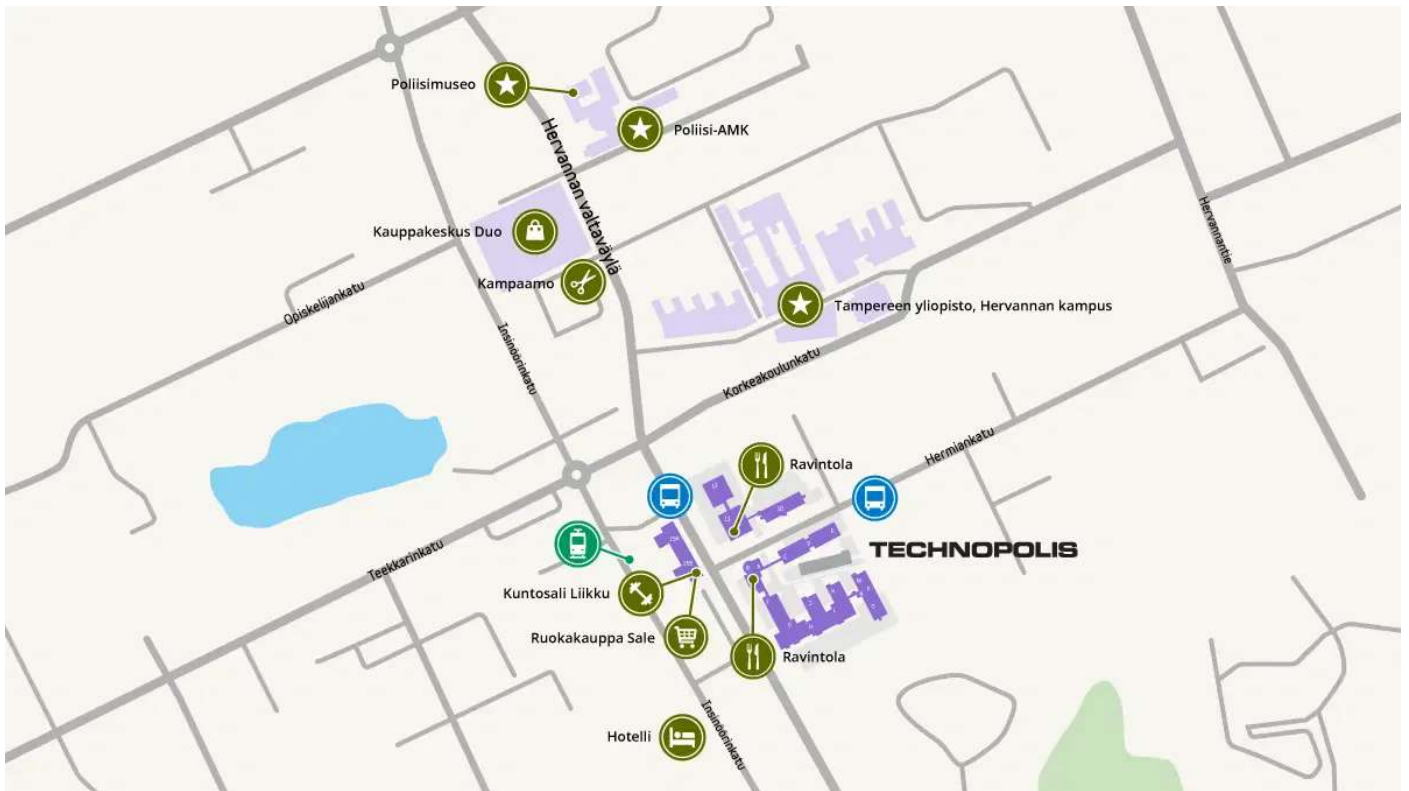 Poliisimuseo
Poliisi-AMK
Hervannan valtaväylä
Kauppakeskus Duo
Hervannantie
Kampaamo
Opiskelijankatu
Tampereen yliopisto, Hervannan kampus
Insinöörinkatu
Korkeakoulunkatu
Hermiankatu
Ravintola
TECHNOPOLIS
Teekkarinkatu
Kuntosali Liikku
Ruokakauppa Sale
Ravintola
Insinöörinkatu
Hotelli